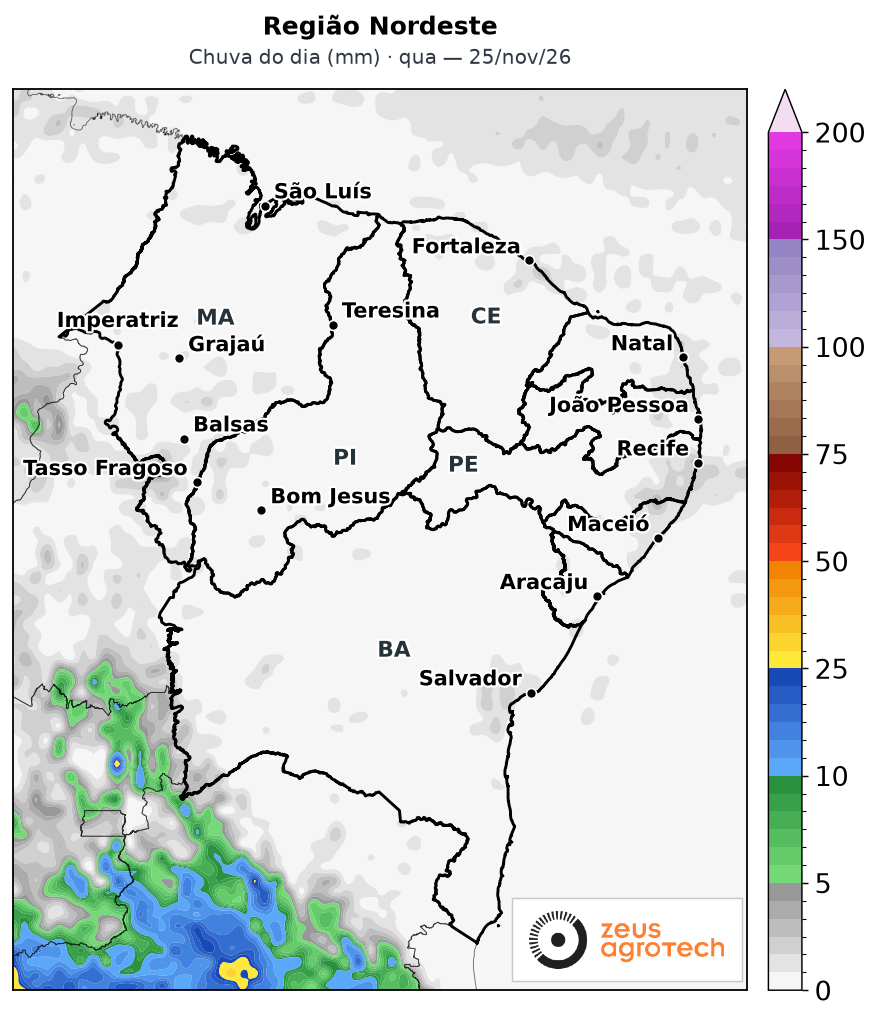 Região Nordeste
Chuva do dia (mm) · qua — 25/nov/26
São Luís
Fortaleza
Imperatriz
MA
Teresina
CE
Grajaú
Natal
João Pessoa
Balsas
Recife
PI
PE
Tasso Fragoso
Bom Jesus
Maceió
Aracaju
BA
Salvador
zeus
agrotech
200
150
100
75
50
25
10
5
0